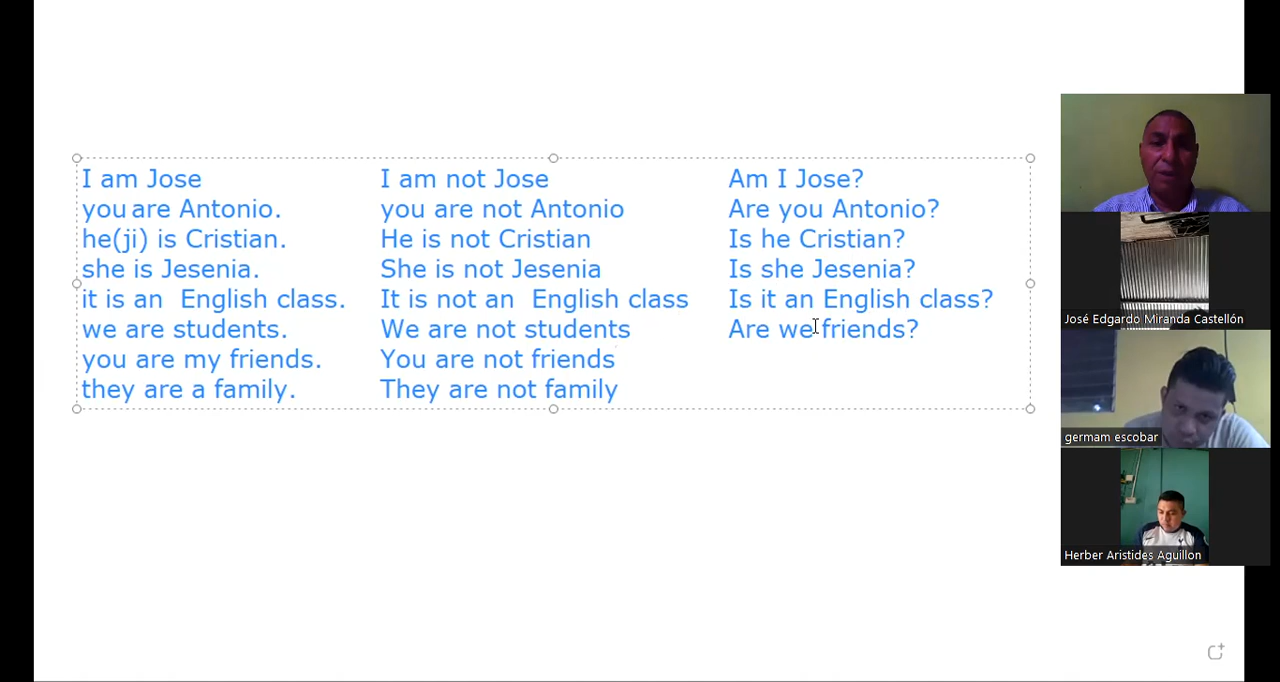 I am Jose
you are Antonio.
he(ji) is Cristian.
she is Jesenia.
it is an  English class.
we are students.
you are my friends.
they are a family.
I am not Jose
you are not Antonio
He is not Cristian
She is not Jesenia
It is not an  English class
We are not students
You are not friends
They are not family
Am I Jose?
Are you Antonio?
Is he Cristian?
Is she Jesenia?
Is it an English class?
Are we friends?
José Edgardo Miranda Castellón
germam escobar
Herber Aristides Aguillon